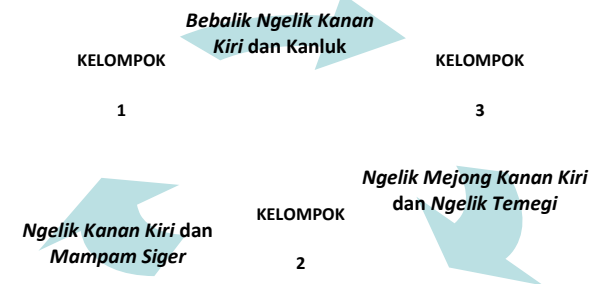 Bebalik Ngelik Kanan
Kiri dan Kanluk
KELOMPOK
1
KELOMPOK
3
Ngelik Mejong Kanan Kiri
dan Ngelik Temegi
KELOMPOK
2
Ngelik Kanan Kiri dan
Mampam Siger